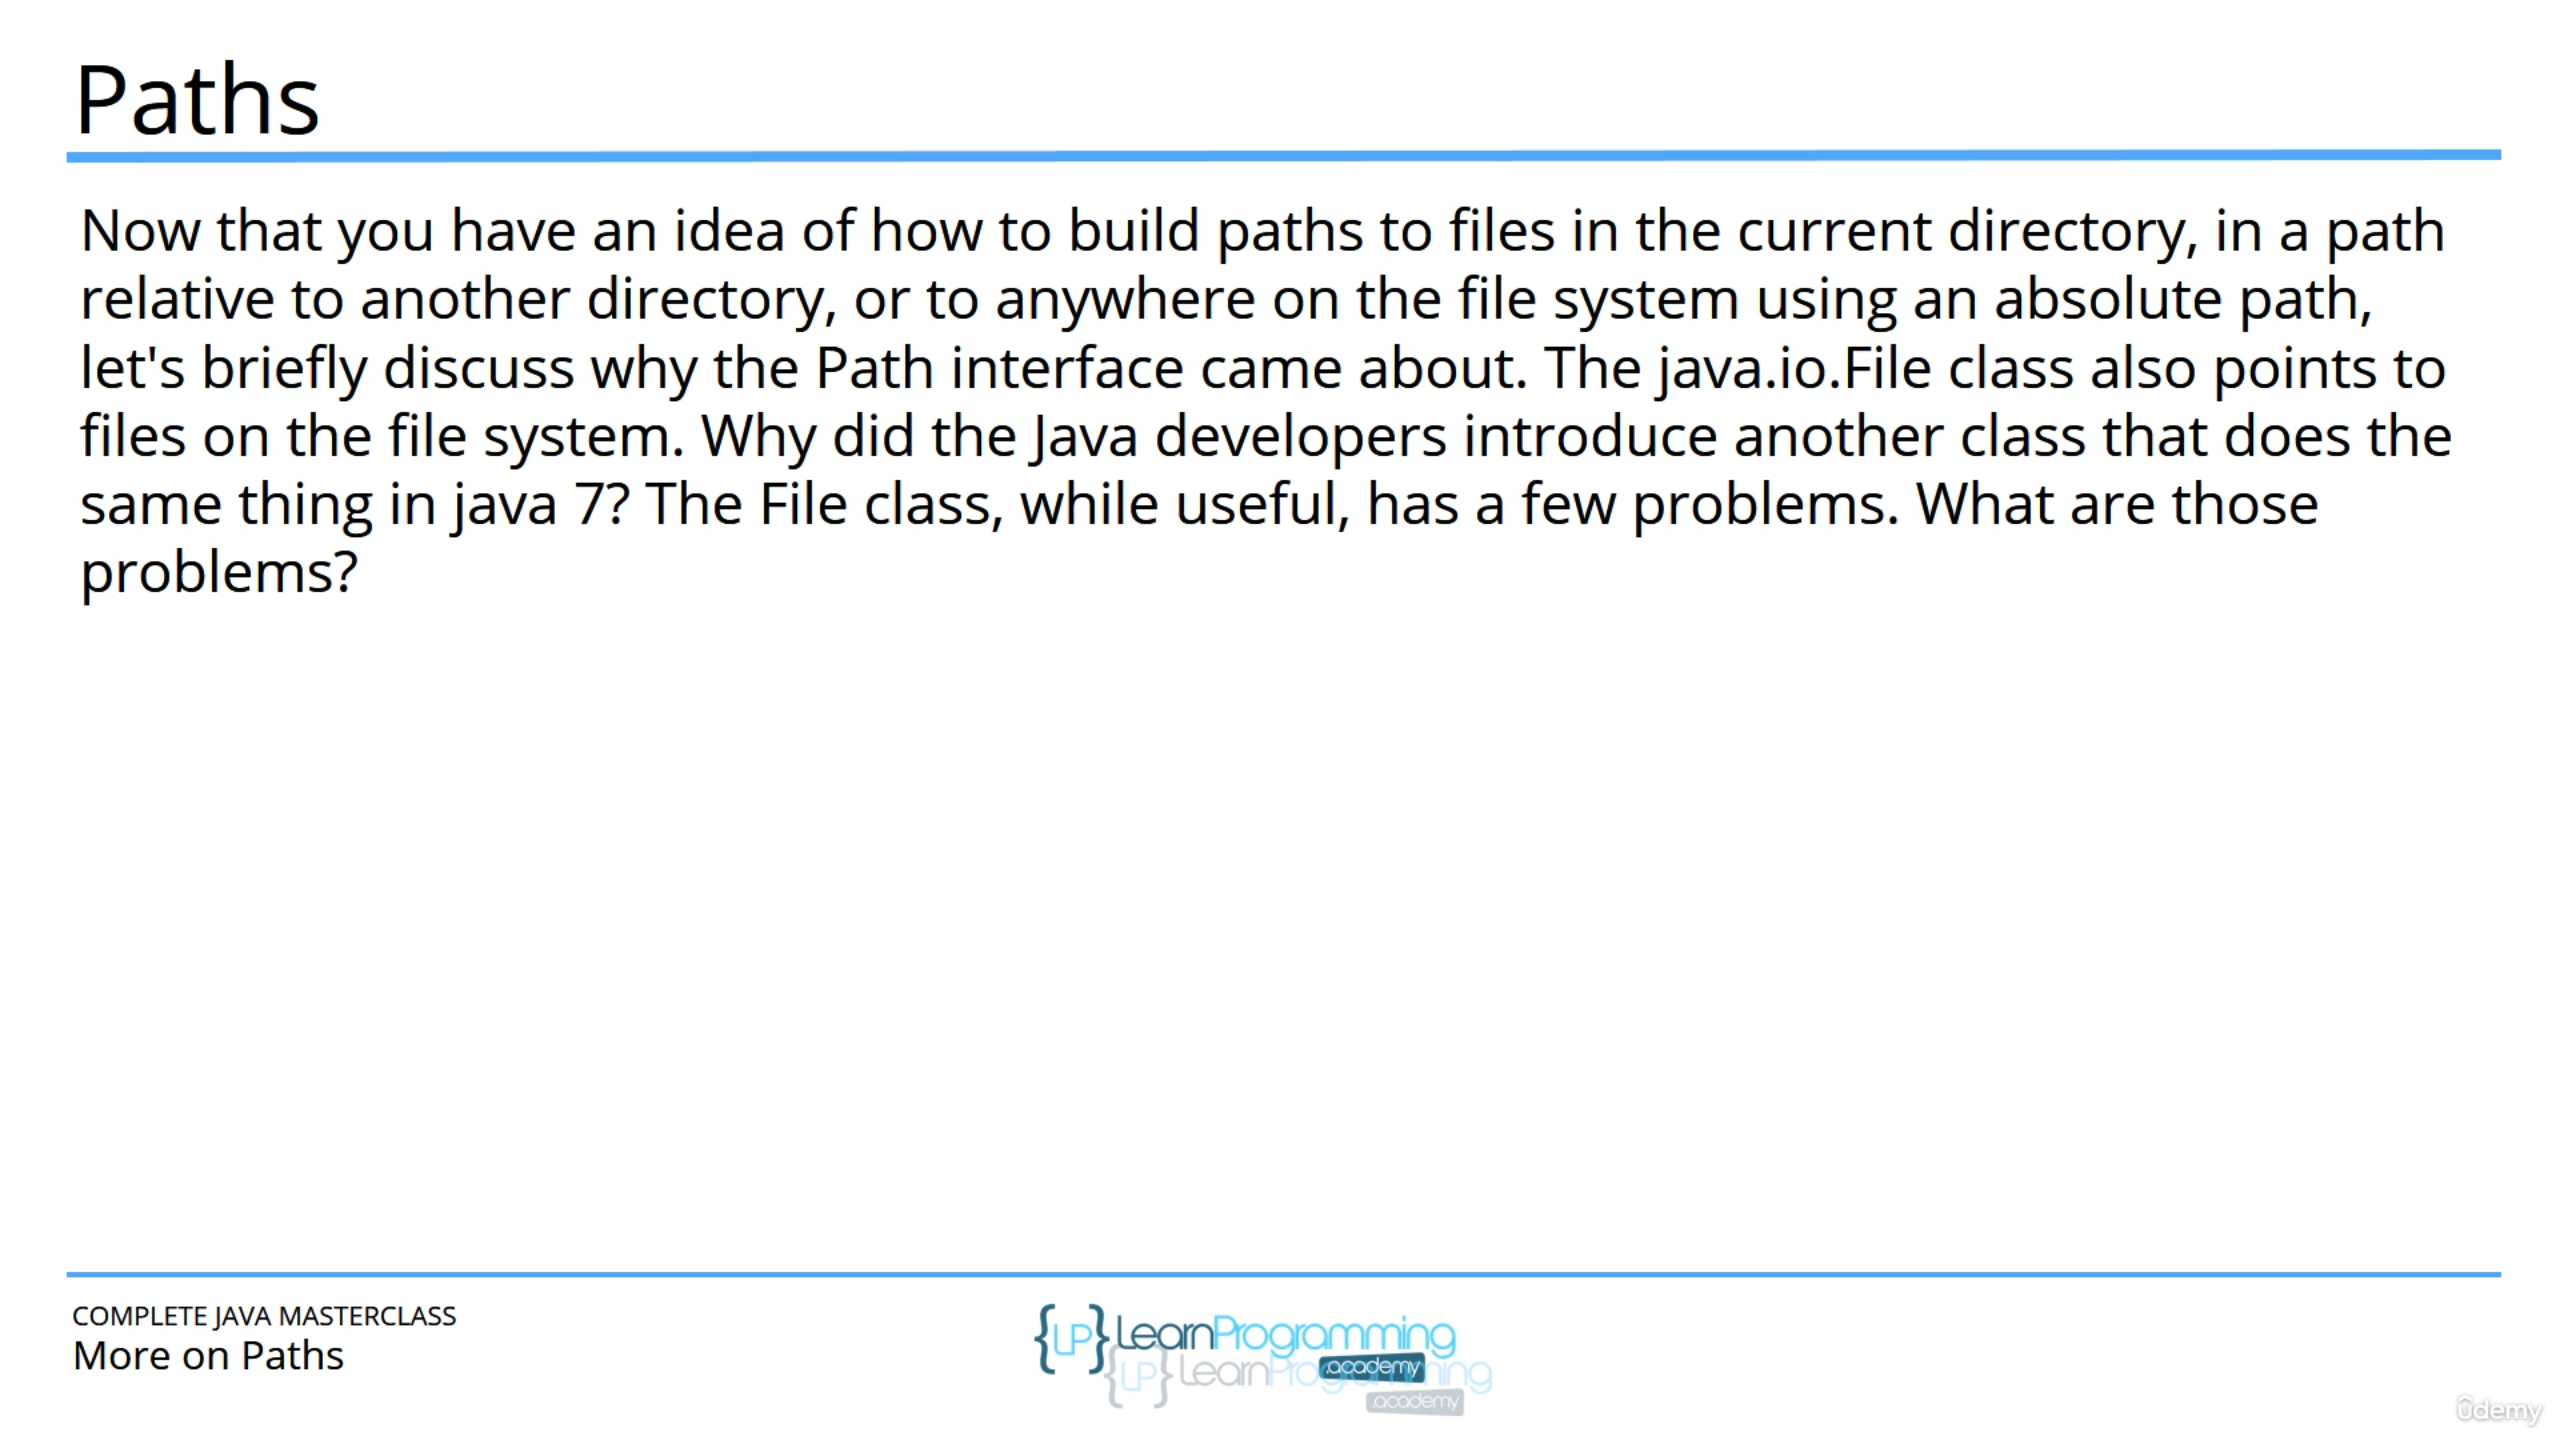 Paths
Now that you have an idea of how to build paths to files in the current directory, in a path
relative to another directory, or to anywhere on the file system using an absolute path,
let's briefly discuss why the Path interface came about. The java.io.File class also points to
files on the file system. Why did the Java developers introduce another class that does the
same thing in java 7? The File class, while useful, has a few problems. What are those
problems?
COMPLETE JAVA MASTERCLASS
More on Paths
{LP} LearnProgramming
.academy
{LP} LearnProgramming
.academy
ûdemy